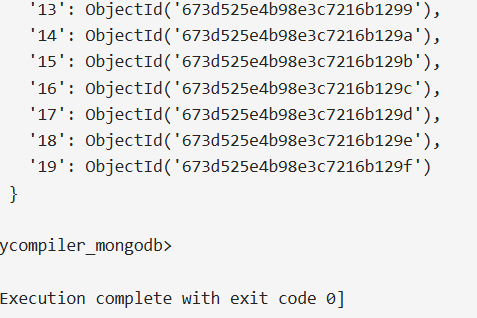 '13': ObjectId('673d525e4b98e3c7216b1299'),
'14': ObjectId('673d525e4b98e3c7216b129a'),
'15': ObjectId('673d525e4b98e3c7216b129b'),
'16': ObjectId('673d525e4b98e3c7216b129c'),
'17': ObjectId('673d525e4b98e3c7216b129d'),
'18': ObjectId('673d525e4b98e3c7216b129e'),
'19': ObjectId('673d525e4b98e3c7216b129f')
}
ycompiler_mongodb>
Execution complete with exit code 0]